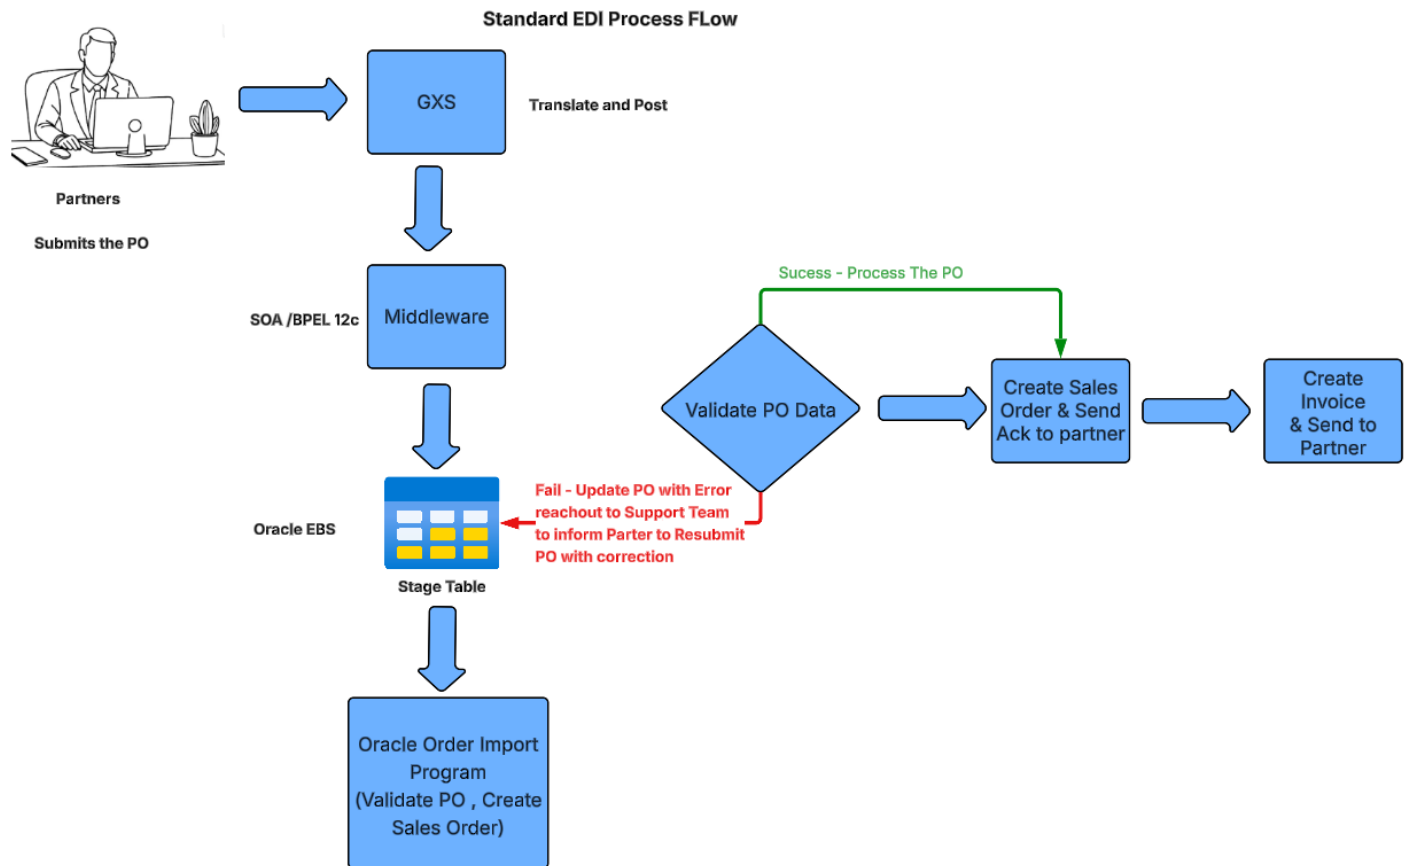 Standard EDI Process FLow
GXS
Translate and Post
Partners
Submits the PO
SOA /BPEL 12c
Middleware
Sucess - Process The PO
Validate PO Data
Create Sales
Order & Send
Ack to partner
Create
Invoice
& Send to
Partner
Fail - Update PO with Error
reachout to Support Team
to inform Parter to Resubmit
PO with correction
Oracle EBS
Stage Table
Oracle Order Import
Program
(Validate PO , Create
Sales Order)